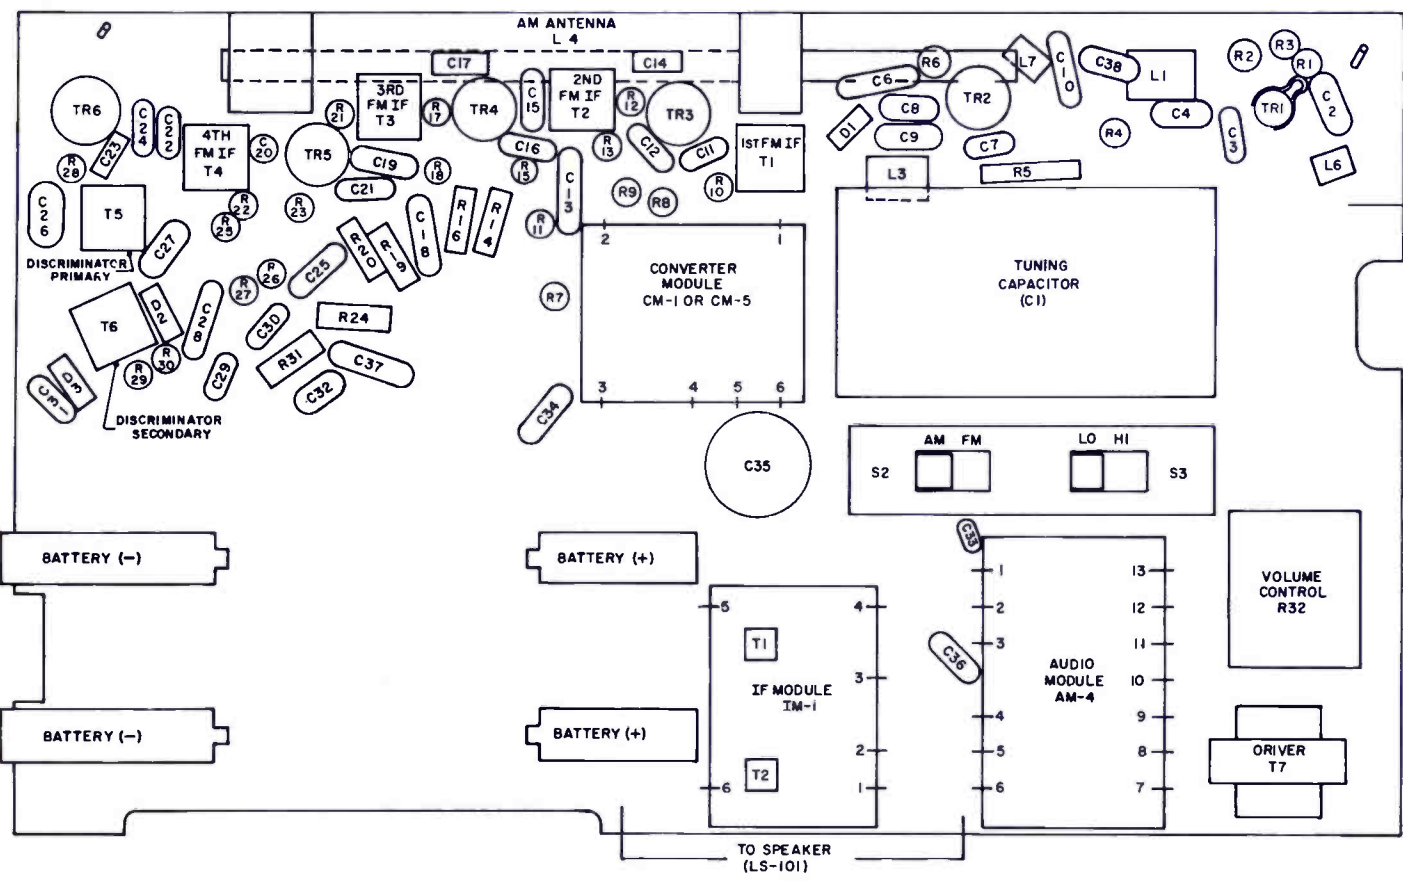 AM ANTENNA
L 4
C17
C14
R6
L7
C10
C38
L1
R2
R3
R1
TR6
C24
C22
4TH
FM IF
T4
C20
R21
3RD
FM IF
T3
R17
TR4
C15
2ND
FM IF
T2
R12
TR3
C6
C8
C9
TR2
C4
TR1
C2
C23
R28
TR5
C19
C21
R18
C16
R15
R13
C12
C11
R10
1ST FM IF
T1
D1
C7
R4
C3
L6
C26
T5
R22
R25
R23
C18
R16
R14
C13
R11
R9
R8
L3
R5
DISCRIMINATOR
PRIMARY
C27
R20
R19
C25
R26
R27
2
1
CONVERTER
MODULE
CM-1 OR CM-5
TUNING
CAPACITOR
(C1)
T6
D2
C28
R7
C30
R24
R31
C37
C32
C29
R30
R29
D3
C31
3
4
5
6
DISCRIMINATOR
SECONDARY
C34
C35
S2
AM FM
LO HI
S3
BATTERY (-)
BATTERY (+)
C33
1
2
3
4
5
6
13
12
11
10
9
8
7
AUDIO
MODULE
AM-4
C36
VOLUME
CONTROL
R32
5
4
T1
IF MODULE
IM-1
3
2
T2
6
1
BATTERY (-)
BATTERY (+)
DRIVER
T7
TO SPEAKER
(LS-101)